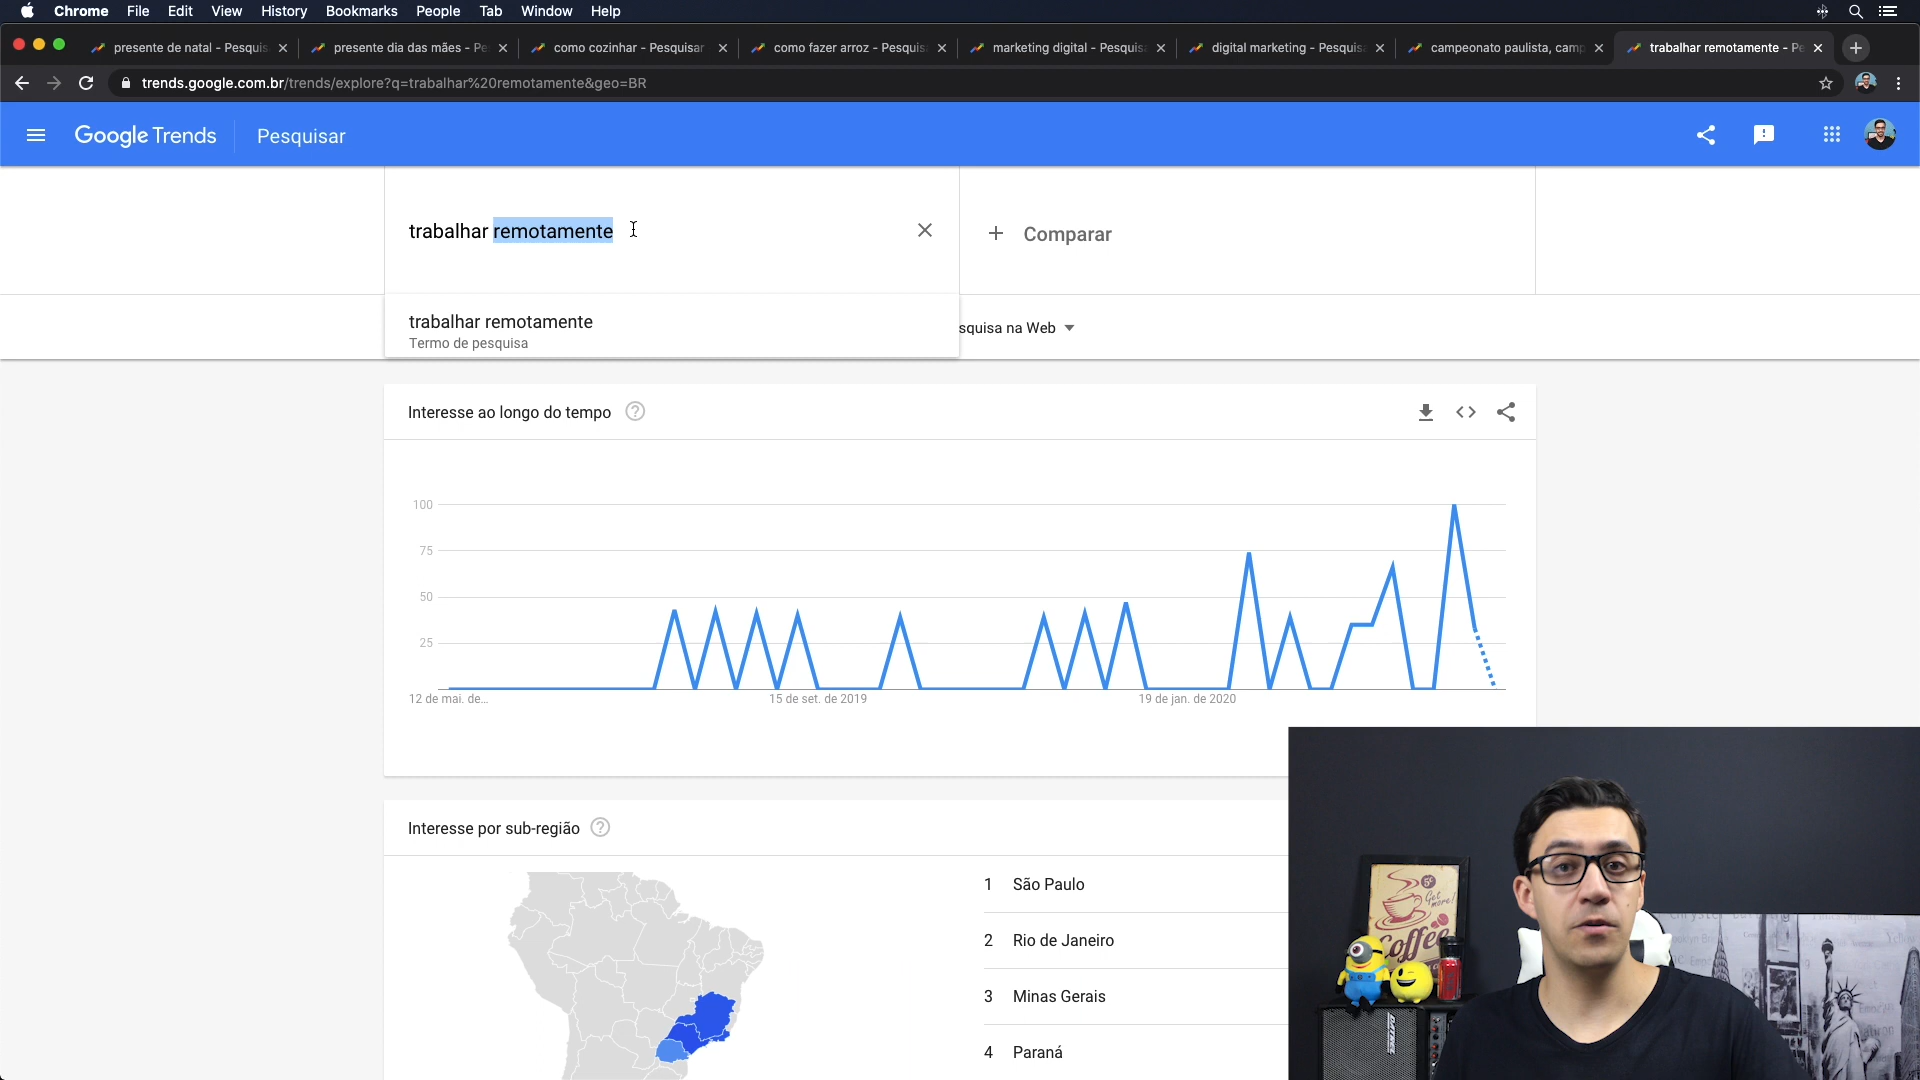 Chrome File Edit View History Bookmarks People Tab Window Help
presente de natal - Pesquis
presente dia das mães - Pe
como cozinhar - Pesquisar
como fazer arroz - Pesquis
marketing digital - Pesquis
digital marketing - Pesquis
campeonato paulista, camp
trabalhar remotamente - Pe
trends.google.com.br/trends/explore?q=trabalhar%20remotamente&geo=BR
Google Trends
Pesquisar
trabalhar remotamente
+ Comparar
trabalhar remotamente
Termo de pesquisa
squisa na Web
Interesse ao longo do tempo
100
75
50
25
12 de mai. de...
15 de set. de 2019
19 de jan. de 2020
Interesse por sub-região
1 São Paulo
2 Rio de Janeiro
3 Minas Gerais
4 Paraná
5¢
Get
more!
Coffee